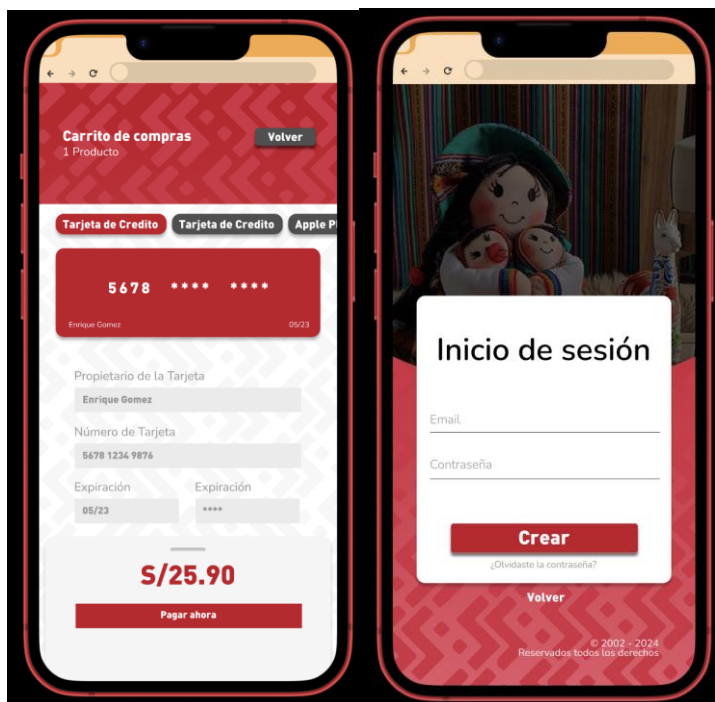 Carrito de compras
1 Producto
Volver
Tarjeta de Credito
Tarjeta de Credito
Apple P
5678 **** ****
Enrique Gomez
05/23
Propietario de la Tarjeta
Enrique Gomez
Número de Tarjeta
5678 1234 9876
Expiración
Expiración
05/23
****
S/25.90
Pagar ahora
Inicio de sesión
Email
Contraseña
Crear
¿Olvidaste la contraseña?
Volver
© 2002 - 2024
Reservados todos los derechos